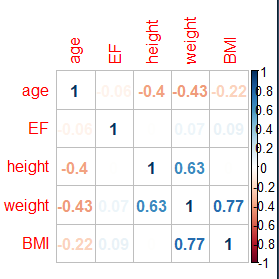 age EF height weight BMI
age 1 -0.06 -0.4 -0.43 -0.22
EF -0.06 1 0.07 0.09
height -0.4 1 0.63
weight -0.43 0.07 0.63 1 0.77
BMI -0.22 0.09 0.77 1
1
0.8
0.6
0.4
0.2
0
-0.2
-0.4
-0.6
-0.8
-1